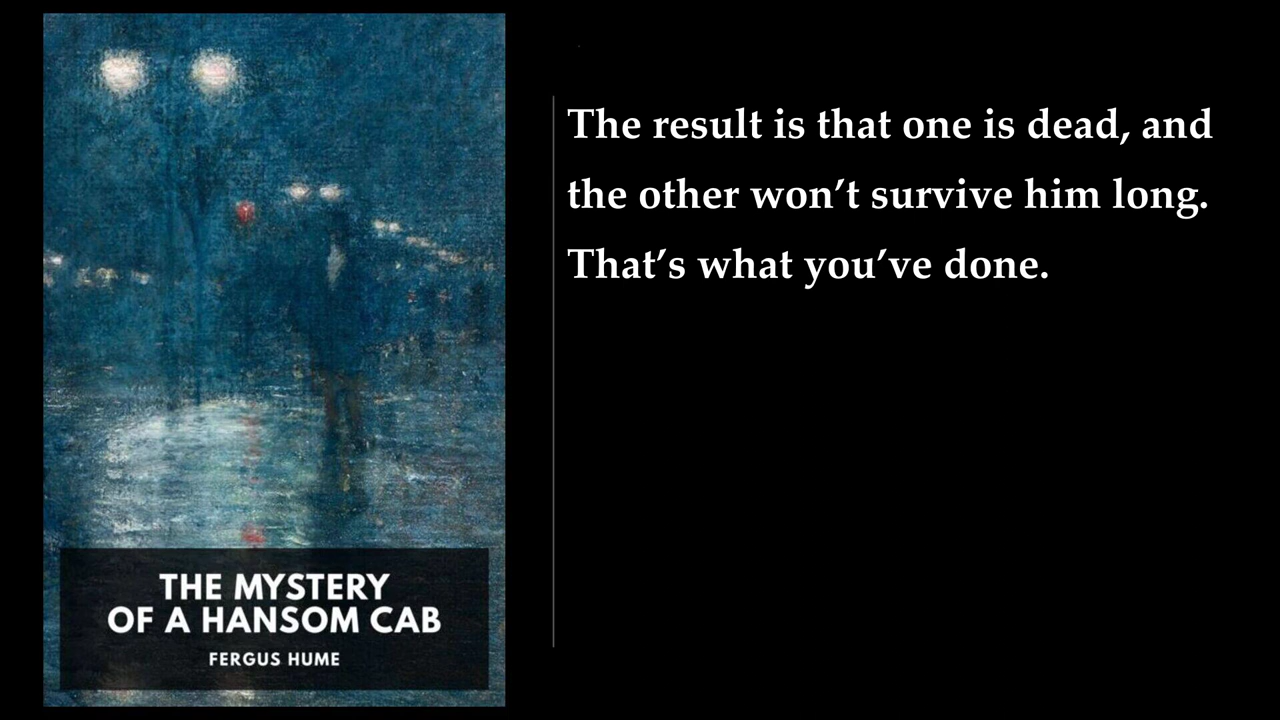 The result is that one is dead, and
the other won’t survive him long.
That’s what you’ve done.
THE MYSTERY
OF A HANSOM CAB
FERGUS HUME